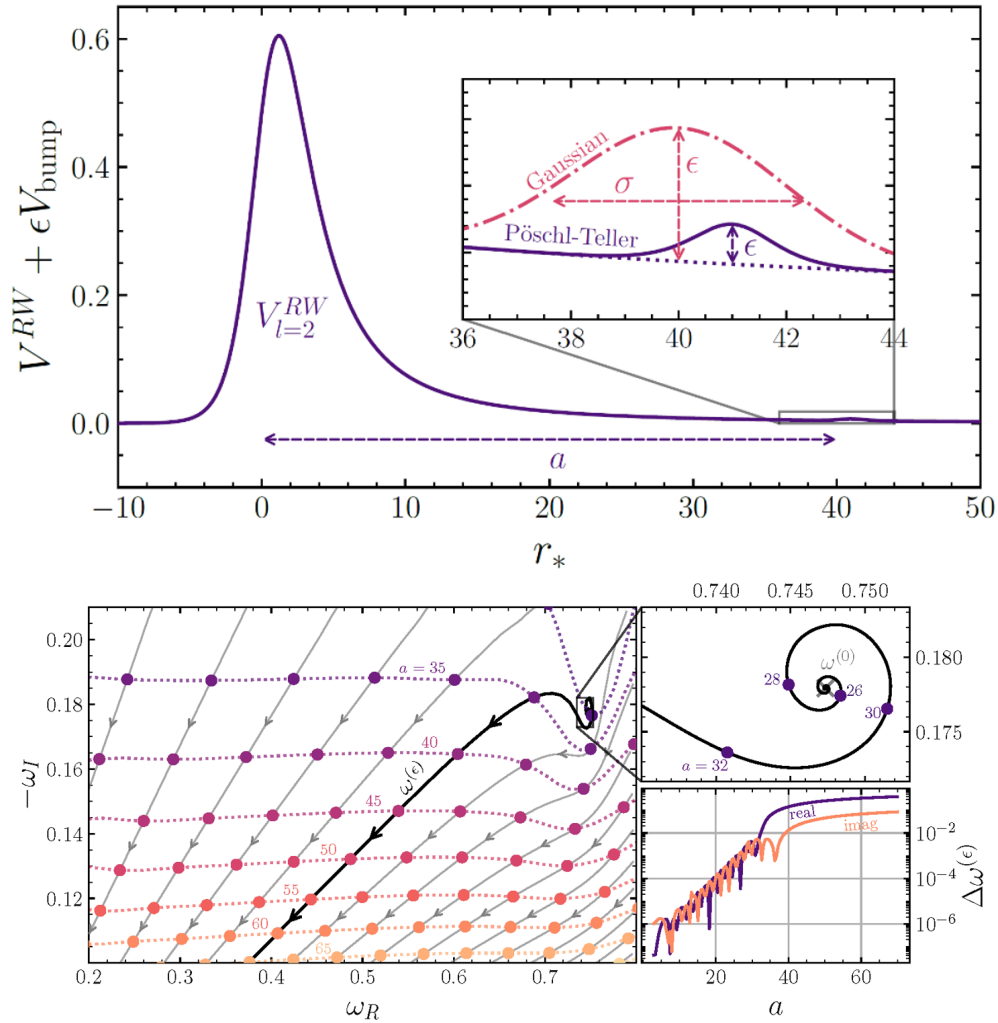 V^{RW} + ϵV_{bump}
0.6
0.4
0.2
0.0
V^{RW}_{l=2}
a
Gaussian
σ
ϵ
Pöschl-Teller
ϵ
36 38 40 42 44
−10 0 10 20 30 40 50
r_*
−ω_I
0.20
0.18
0.16
0.14
0.12
a = 35
40
45
50
55
60
65
ω^{(ϵ)}
0.2 0.3 0.4 0.5 0.6 0.7
ω_R
0.740 0.745 0.750
ω^{(0)}
28
26
30
a = 32
0.180
0.175
real
imag
10^{−2}
10^{−4}
10^{−6}
Δω^{(ϵ)}
20 40 60
a